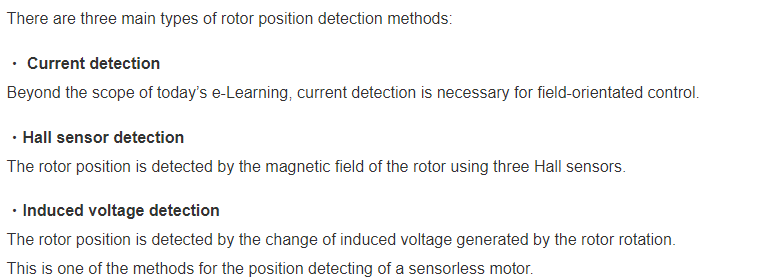 There are three main types of rotor position detection methods:
・ Current detection
Beyond the scope of today’s e-Learning, current detection is necessary for field-orientated control.
・Hall sensor detection
The rotor position is detected by the magnetic field of the rotor using three Hall sensors.
・Induced voltage detection
The rotor position is detected by the change of induced voltage generated by the rotor rotation.
This is one of the methods for the position detecting of a sensorless motor.